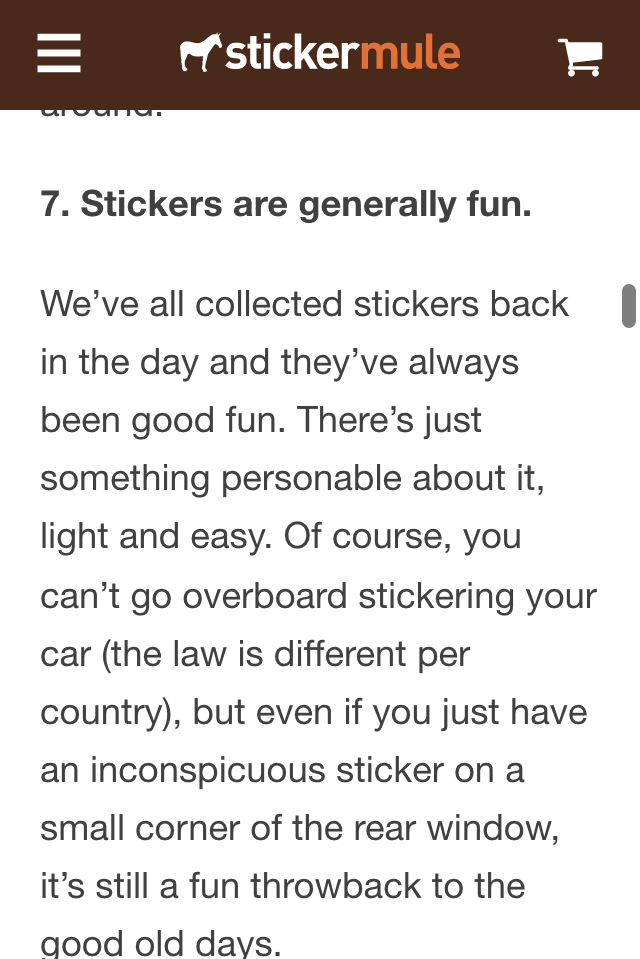 stickermule
around.
7. Stickers are generally fun.
We’ve all collected stickers back
in the day and they’ve always
been good fun. There’s just
something personable about it,
light and easy. Of course, you
can’t go overboard stickering your
car (the law is different per
country), but even if you just have
an inconspicuous sticker on a
small corner of the rear window,
it’s still a fun throwback to the
good old days.